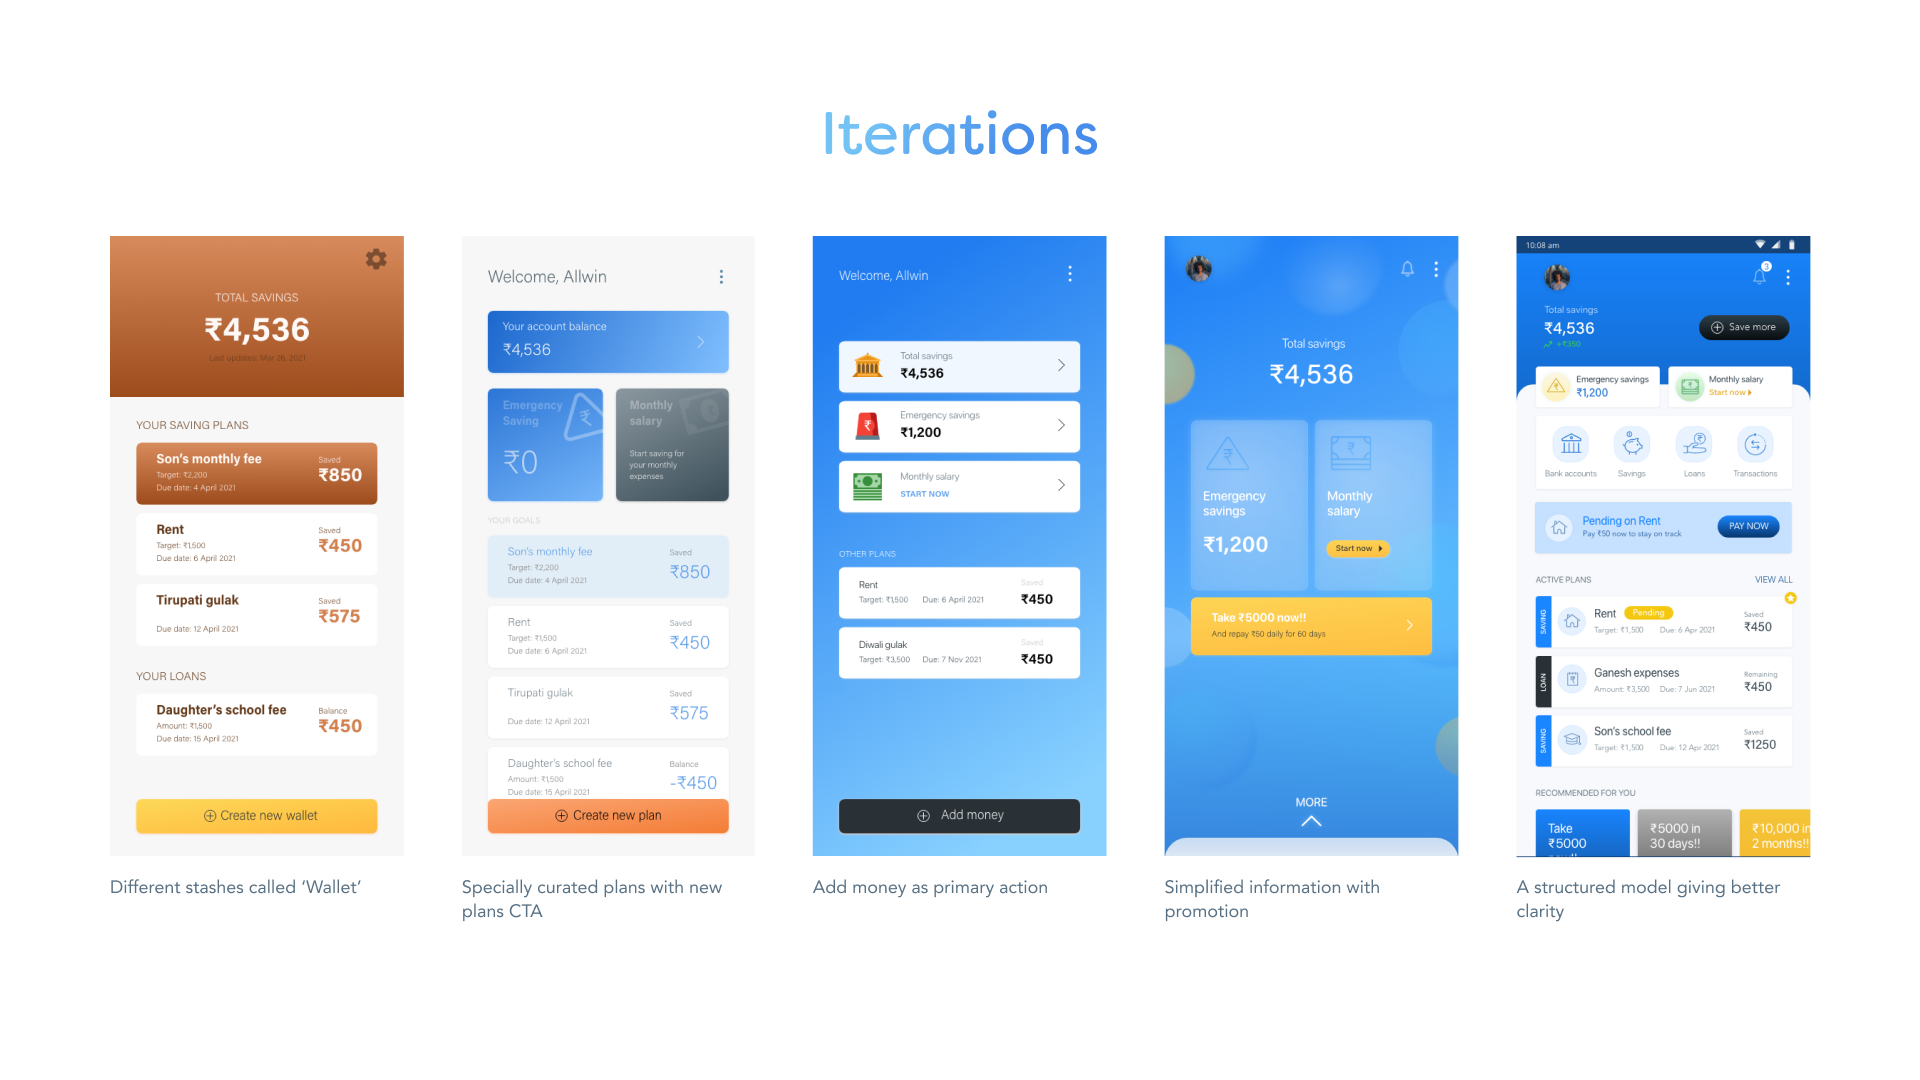 Iterations
TOTAL SAVINGS
₹4,536
Last updates: Mar 26, 2021
YOUR SAVING PLANS
Son's monthly fee
Target: ₹2,200
Due date: 4 April 2021
Saved
₹850
Rent
Target: ₹1,500
Due date: 6 April 2021
Saved
₹450
Tirupati gulak
Due date: 12 April 2021
Saved
₹575
YOUR LOANS
Daughter's school fee
Amount: ₹1,500
Due date: 15 April 2021
Balance
₹450
Create new wallet
Different stashes called ‘Wallet’
Welcome, Allwin
Your account balance
₹4,536
Emergency
Saving
₹0
Monthly
salary
Start saving for
your monthly
expenses
YOUR GOALS
Son's monthly fee
Target: ₹2,200
Due date: 4 April 2021
Saved
₹850
Rent
Target: ₹1,500
Due date: 6 April 2021
Saved
₹450
Tirupati gulak
Due date: 12 April 2021
Saved
₹575
Daughter's school fee
Amount: ₹1,500
Due date: 15 April 2021
Balance
-₹450
Create new plan
Specially curated plans with new
plans CTA
Welcome, Allwin
Total savings
₹4,536
Emergency savings
₹1,200
Monthly salary
START NOW
OTHER PLANS
Rent
Target: ₹1,500 Due: 6 April 2021
Saved
₹450
Diwali gulak
Target: ₹3,500 Due: 7 Nov 2021
Saved
₹450
Add money
Add money as primary action
Total savings
₹4,536
Emergency
savings
₹1,200
Monthly
salary
Start now
Take ₹5000 now!!
And repay ₹50 daily for 60 days
MORE
Simplified information with
promotion
10:08 am
3
Total savings
₹4,536
+₹350
Save more
Emergency savings
₹1,200
Monthly salary
Start now
Bank accounts
Savings
Loans
Transactions
Pending on Rent
Pay ₹50 now to stay on track
PAY NOW
ACTIVE PLANS
VIEW ALL
SAVING
Rent Pending
Target: ₹1,500 Due: 6 Apr 2021
Saved
₹450
LOAN
Ganesh expenses
Amount: ₹3,500 Due: 7 Jun 2021
Remaining
₹450
SAVING
Son's school fee
Target: ₹1,500 Due: 12 Apr 2021
Saved
₹1250
RECOMMENDED FOR YOU
Take
₹5000
₹5000 in
30 days!!
₹10,000 in
2 months!!
A structured model giving better
clarity